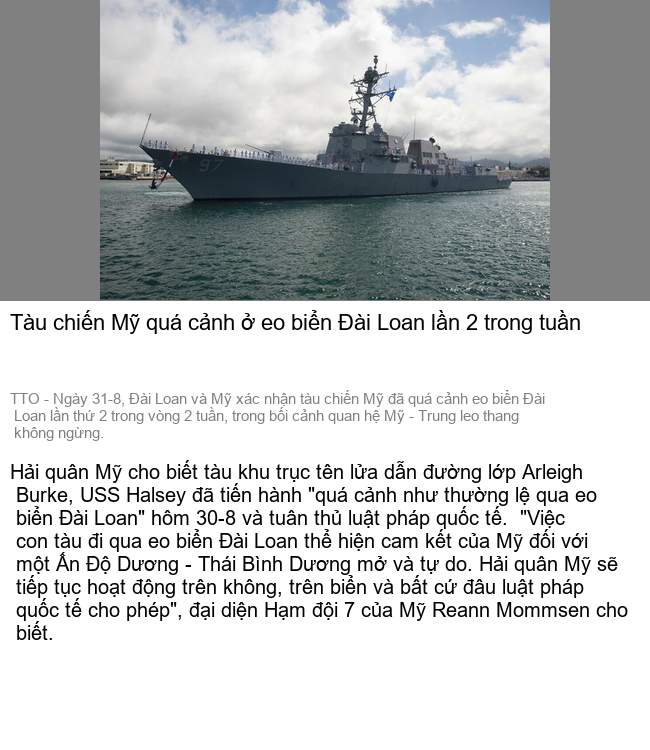 97
Tàu chiến Mỹ quá cảnh ở eo biển Đài Loan lần 2 trong tuần
TTO - Ngày 31-8, Đài Loan và Mỹ xác nhận tàu chiến Mỹ đã quá cảnh eo biển Đài
Loan lần thứ 2 trong vòng 2 tuần, trong bối cảnh quan hệ Mỹ - Trung leo thang
không ngừng.
Hải quân Mỹ cho biết tàu khu trục tên lửa dẫn đường lớp Arleigh
Burke, USS Halsey đã tiến hành "quá cảnh như thường lệ qua eo
biển Đài Loan" hôm 30-8 và tuân thủ luật pháp quốc tế.  "Việc
con tàu đi qua eo biển Đài Loan thể hiện cam kết của Mỹ đối với
một Ấn Độ Dương - Thái Bình Dương mở và tự do. Hải quân Mỹ sẽ
tiếp tục hoạt động trên không, trên biển và bất cứ đâu luật pháp
quốc tế cho phép", đại diện Hạm đội 7 của Mỹ Reann Mommsen cho
biết.